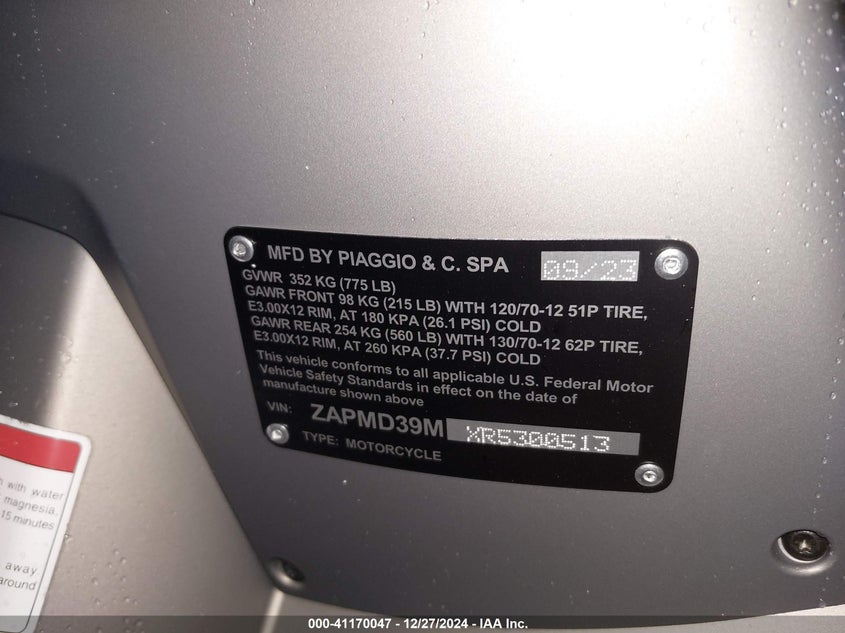 MFD BY PIAGGIO & C. SPA 09/23
GVWR 352 KG (775 LB)
GAWR FRONT 98 KG (215 LB) WITH 120/70-12 51P TIRE,
E3.00X12 RIM, AT 180 KPA (26.1 PSI) COLD
GAWR REAR 254 KG (560 LB) WITH 130/70-12 62P TIRE,
E3.00X12 RIM, AT 260 KPA (37.7 PSI) COLD
This vehicle conforms to all applicable U.S. Federal Motor
Vehicle Safety Standards in effect on the date of
manufacture shown above
VIN: ZAPMD39M XR5300513
TYPE: MOTORCYCLE
with water
magnesia,
15 minutes
away
around
000-41170047 - 12/27/2024 - IAA Inc.